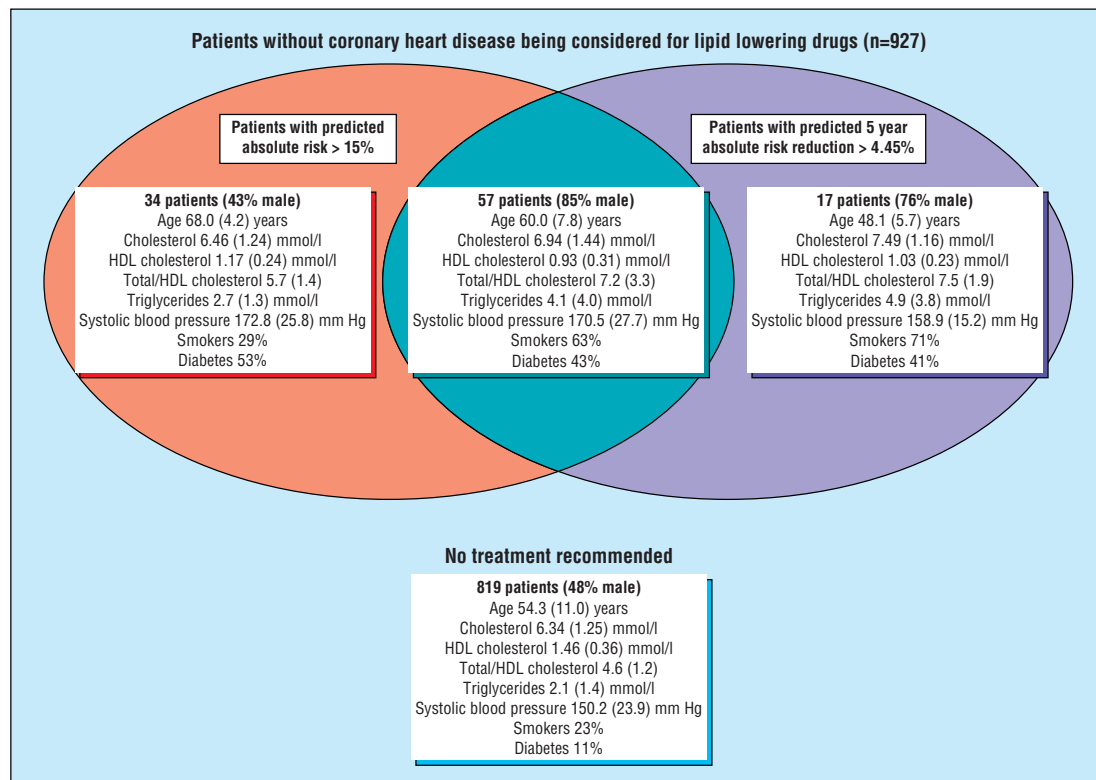 Patients without coronary heart disease being considered for lipid lowering drugs (n=927)
Patients with predicted
absolute risk > 15%
Patients with predicted 5 year
absolute risk reduction > 4.45%
34 patients (43% male)
Age 68.0 (4.2) years
Cholesterol 6.46 (1.24) mmol/l
HDL cholesterol 1.17 (0.24) mmol/l
Total/HDL cholesterol 5.7 (1.4)
Triglycerides 2.7 (1.3) mmol/l
Systolic blood pressure 172.8 (25.8) mm Hg
Smokers 29%
Diabetes 53%
57 patients (85% male)
Age 60.0 (7.8) years
Cholesterol 6.94 (1.44) mmol/l
HDL cholesterol 0.93 (0.31) mmol/l
Total/HDL cholesterol 7.2 (3.3)
Triglycerides 4.1 (4.0) mmol/l
Systolic blood pressure 170.5 (27.7) mm Hg
Smokers 63%
Diabetes 43%
17 patients (76% male)
Age 48.1 (5.7) years
Cholesterol 7.49 (1.16) mmol/l
HDL cholesterol 1.03 (0.23) mmol/l
Total/HDL cholesterol 7.5 (1.9)
Triglycerides 4.9 (3.8) mmol/l
Systolic blood pressure 158.9 (15.2) mm Hg
Smokers 71%
Diabetes 41%
No treatment recommended
819 patients (48% male)
Age 54.3 (11.0) years
Cholesterol 6.34 (1.25) mmol/l
HDL cholesterol 1.46 (0.36) mmol/l
Total/HDL cholesterol 4.6 (1.2)
Triglycerides 2.1 (1.4) mmol/l
Systolic blood pressure 150.2 (23.9) mm Hg
Smokers 23%
Diabetes 11%